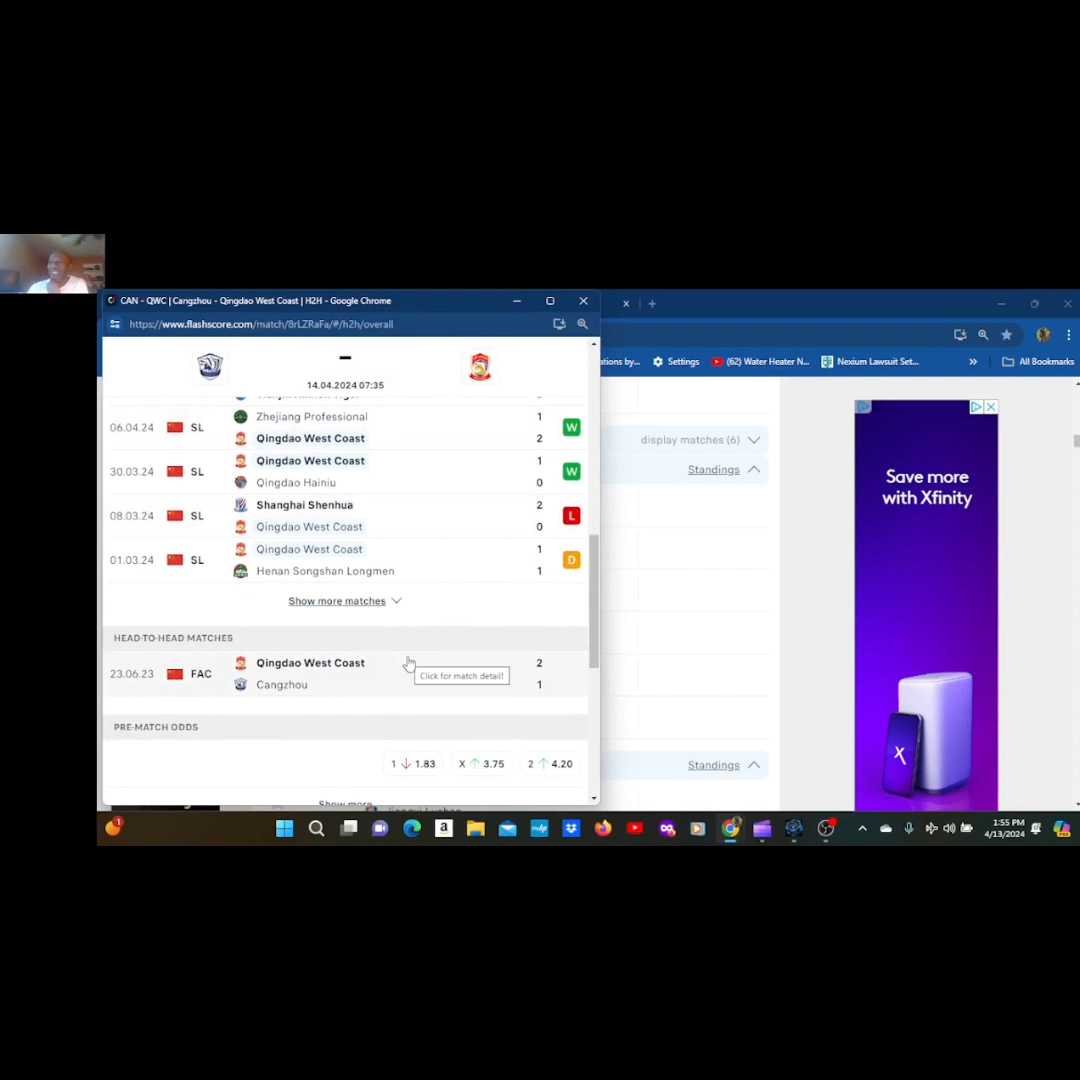 CAN - QWC | Cangzhou - Qingdao West Coast | H2H - Google Chrome
https://www.flashscore.com/match/8rLZRaFa/#/h2h/overall
ations by... Settings (62) Water Heater N... Nexium Lawsuit Set... » All Bookmarks
14.04.2024 07:35
Zhejiang Professional 1
06.04.24 SL W
Qingdao West Coast 2
Qingdao West Coast 1
30.03.24 SL W
Qingdao Hainiu 0
Shanghai Shenhua 2
08.03.24 SL L
Qingdao West Coast 0
Qingdao West Coast 1
01.03.24 SL D
Henan Songshan Longmen 1
Show more matches
HEAD-TO-HEAD MATCHES
Qingdao West Coast 2
23.06.23 FAC
Click for match detail!
Cangzhou 1
PRE-MATCH ODDS
1 1.83 X 3.75 2 4.20
Show more
display matches (6)
Standings
Standings
Save more
with Xfinity
X
1:55 PM
4/13/2024